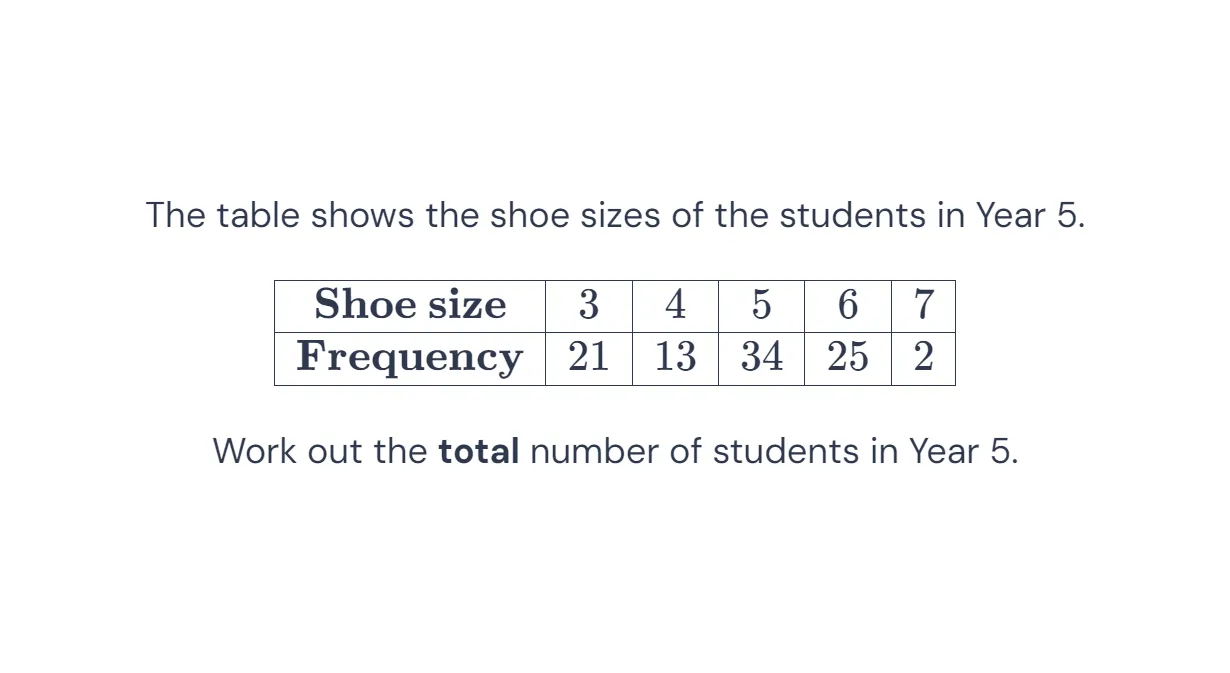 The table shows the shoe sizes of the students in Year 5.
Shoe size 3 4 5 6 7
Frequency 21 13 34 25 2
Work out the total number of students in Year 5.